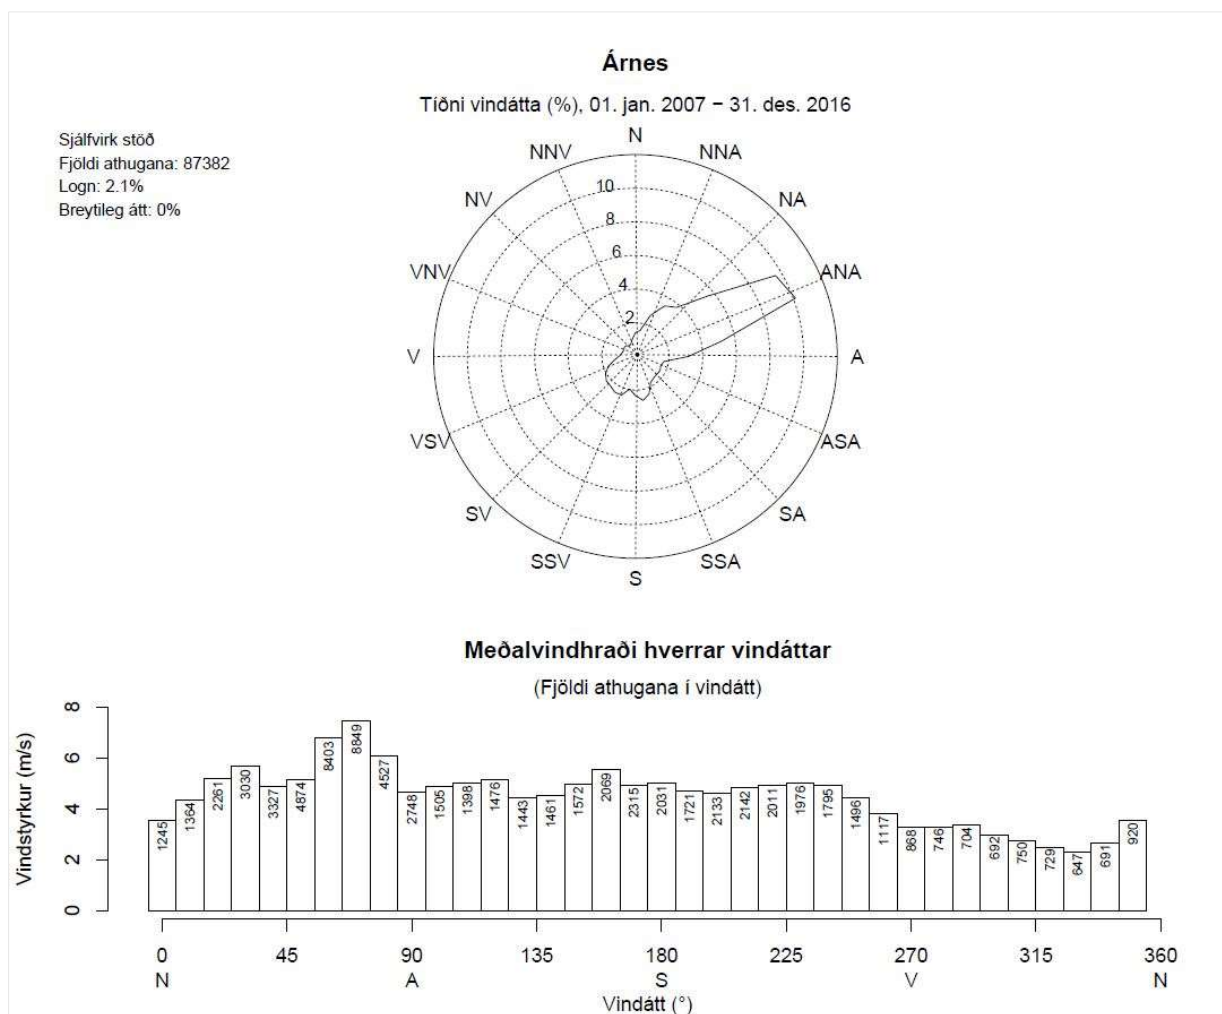 Árnes
Tíðni vindátta (%), 01. jan. 2007 − 31. des. 2016
Sjálfvirk stöð
Fjöldi athugana: 87382
Logn: 2.1%
Breytileg átt: 0%
N
NNV
NNA
NV
NA
VNV
ANA
V
A
VSV
ASA
SV
SA
SSV
SSA
S
10
8
6
4
2
Meðalvindhraði hverrar vindáttar
(Fjöldi athugana í vindátt)
Vindstyrkur (m/s)
8
6
4
2
0
1245 1364 2261 3030 3327 4874 8403 8849 4527 2748 1505 1398 1476 1443 1461 1572 2069 2315 2031 1721 2133 2142 2011 1976 1795 1496 1117 868 746 704 692 750 729 647 691 920
0 45 90 135 180 225 270 315 360
N A S V N
Vindátt (°)